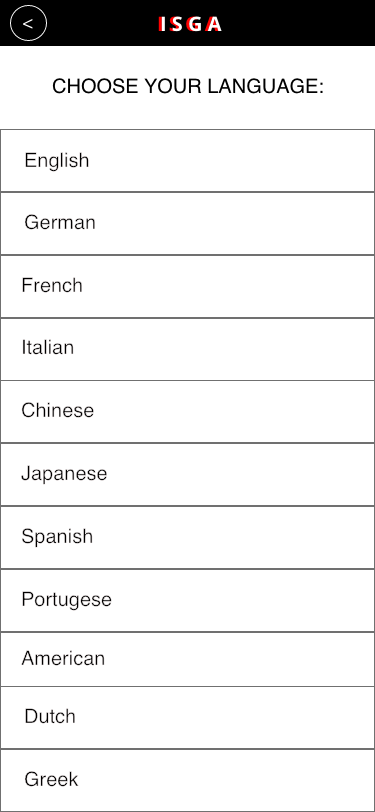 <
ISGA
CHOOSE YOUR LANGUAGE:
English
German
French
Italian
Chinese
Japanese
Spanish
Portugese
American
Dutch
Greek